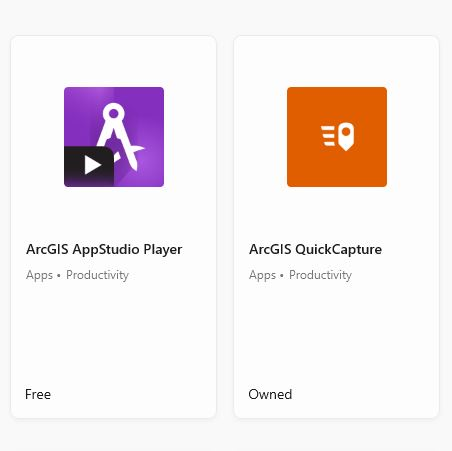 ArcGIS AppStudio Player
Apps • Productivity
Free
ArcGIS QuickCapture
Apps • Productivity
Owned